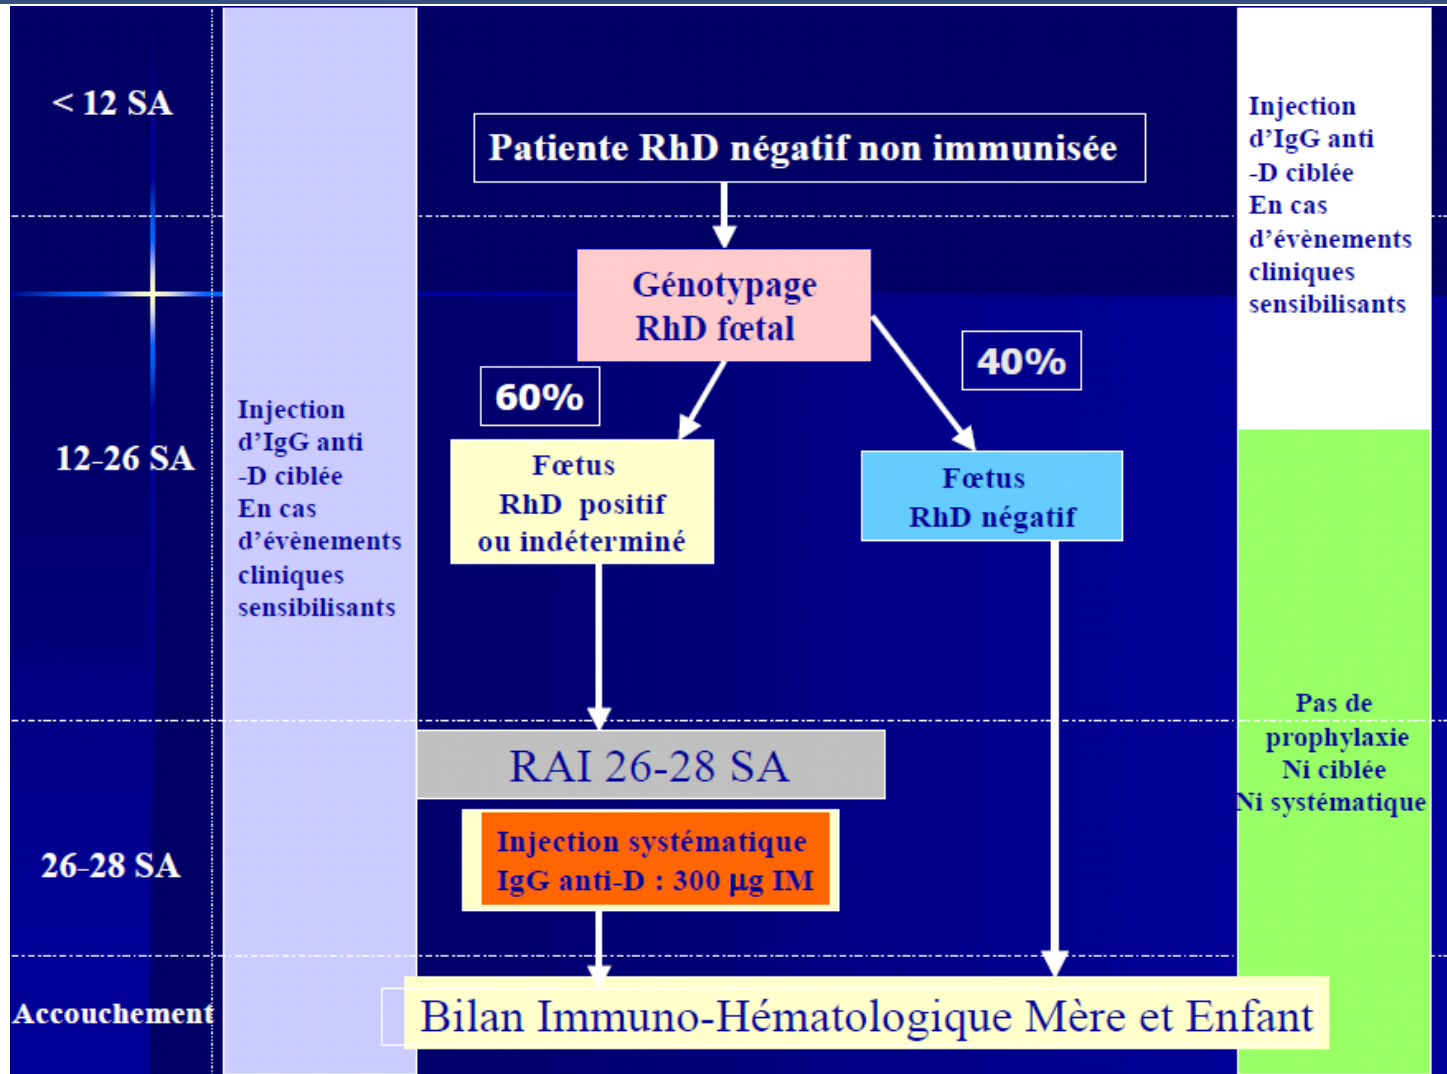 < 12 SA
Patiente RhD négatif non immunisée
Injection
d’IgG anti
-D ciblée
En cas
d’évènements
cliniques
sensibilisants
Génotypage
RhD fœtal
60%
40%
12-26 SA
Injection
d’IgG anti
-D ciblée
En cas
d’évènements
cliniques
sensibilisants
Fœtus
RhD positif
ou indéterminé
Fœtus
RhD négatif
Pas de
prophylaxie
Ni ciblée
Ni systématique
RAI 26-28 SA
26-28 SA
Injection systématique
IgG anti-D : 300 µg IM
Accouchement
Bilan Immuno-Hématologique Mère et Enfant